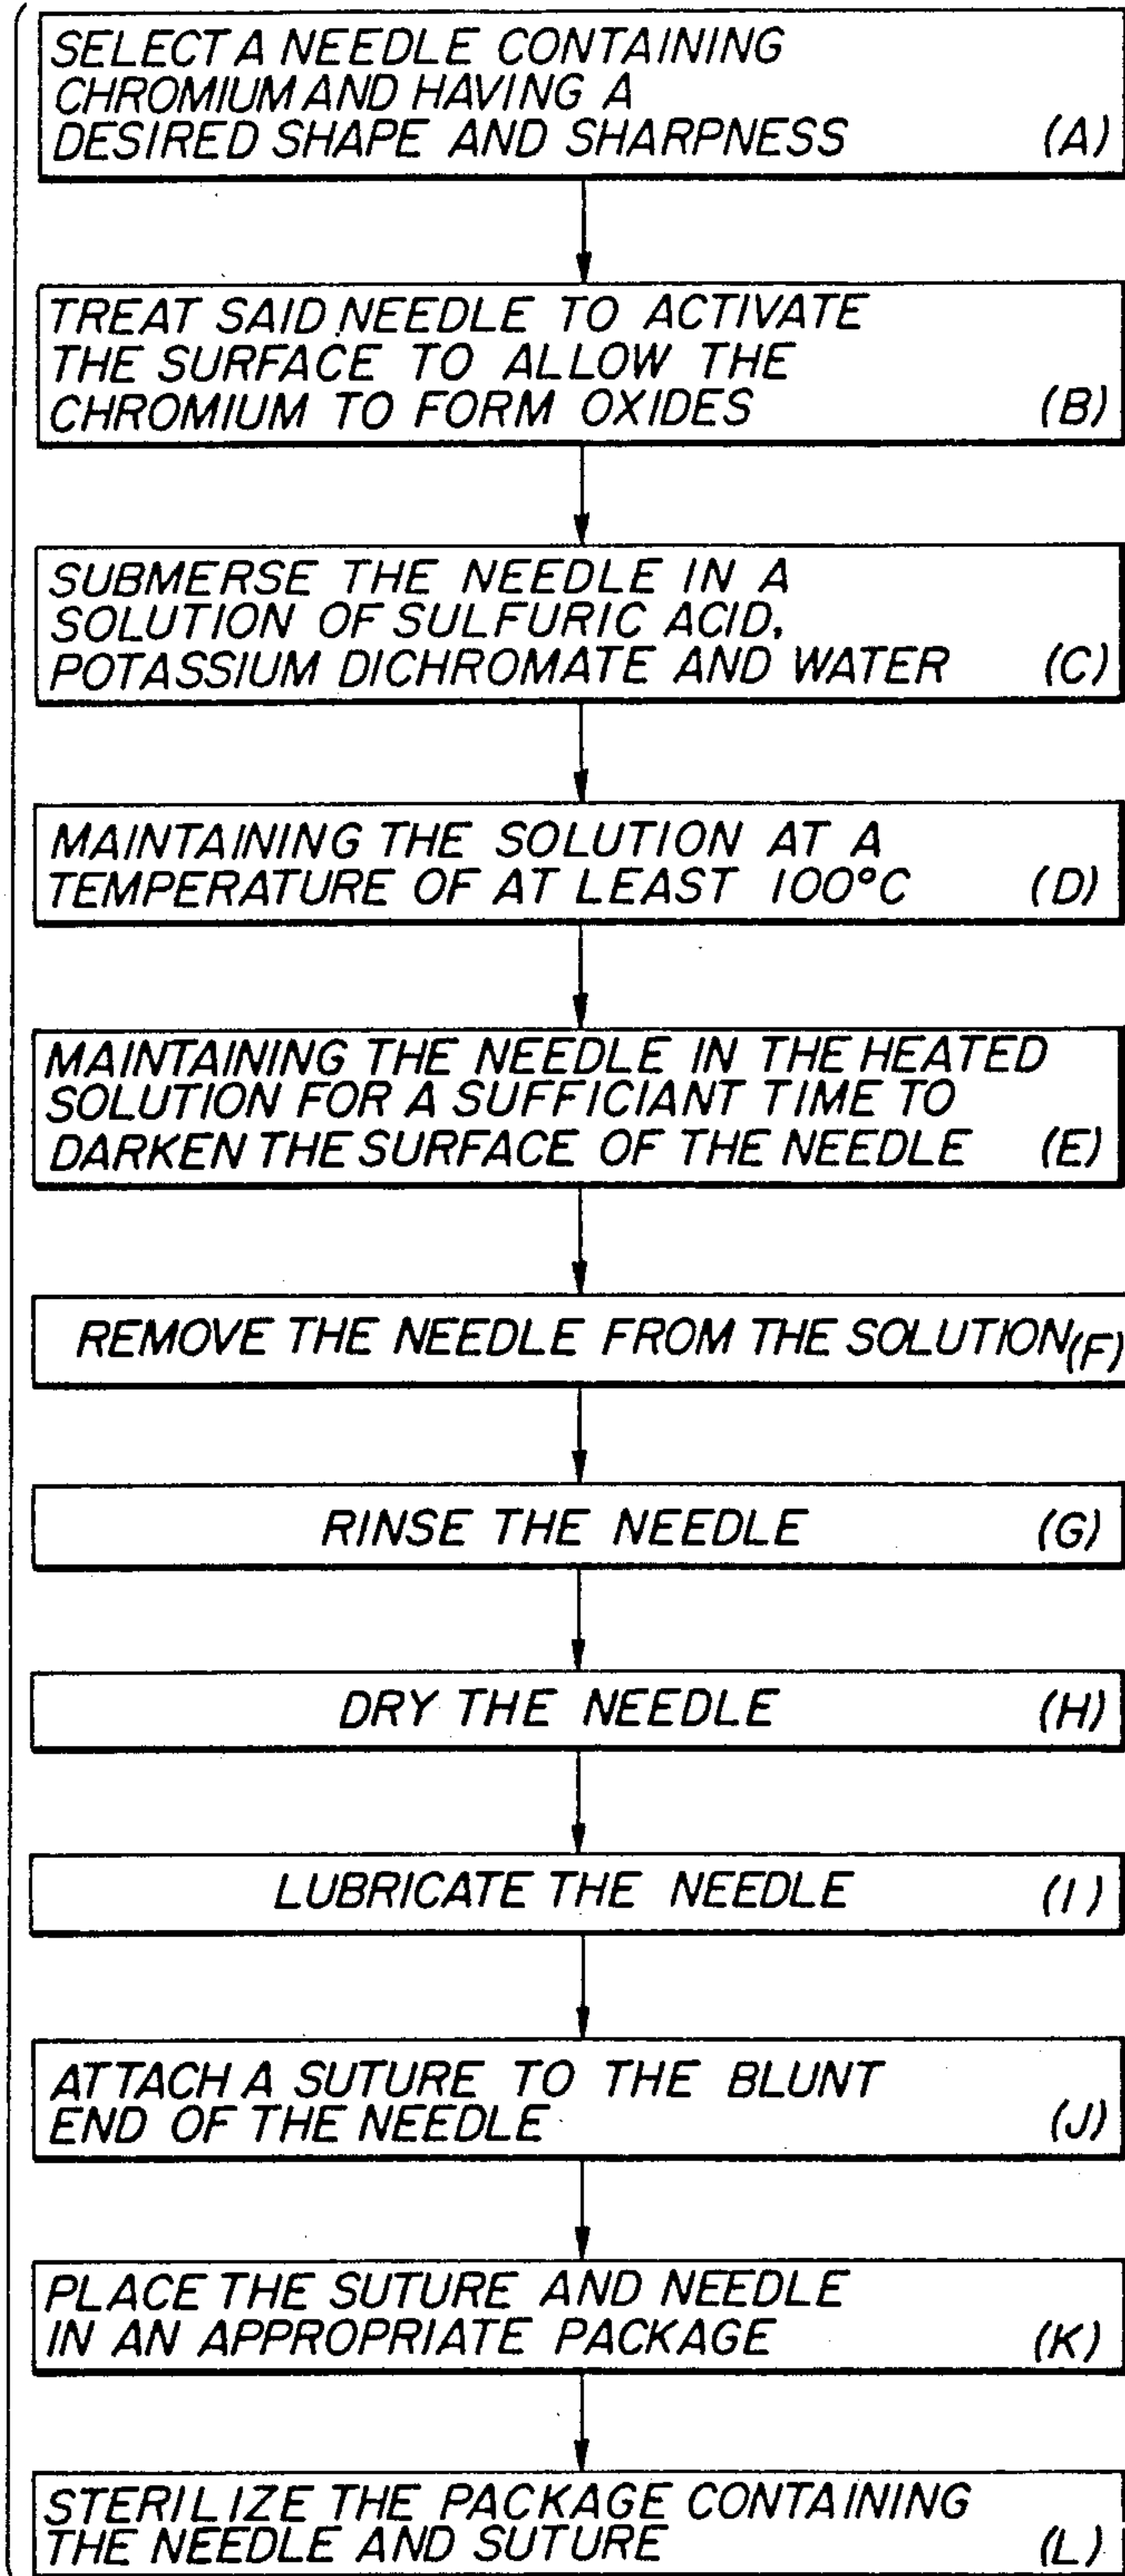 SELECT A NEEDLE CONTAINING
CHROMIUM AND HAVING A
DESIRED SHAPE AND SHARPNESS (A)
TREAT SAID NEEDLE TO ACTIVATE
THE SURFACE TO ALLOW THE
CHROMIUM TO FORM OXIDES (B)
SUBMERSE THE NEEDLE IN A
SOLUTION OF SULFURIC ACID,
POTASSIUM DICHROMATE AND WATER (C)
MAINTAINING THE SOLUTION AT A
TEMPERATURE OF AT LEAST 100°C (D)
MAINTAINING THE NEEDLE IN THE HEATED
SOLUTION FOR A SUFFICIANT TIME TO
DARKEN THE SURFACE OF THE NEEDLE (E)
REMOVE THE NEEDLE FROM THE SOLUTION (F)
RINSE THE NEEDLE (G)
DRY THE NEEDLE (H)
LUBRICATE THE NEEDLE (I)
ATTACH A SUTURE TO THE BLUNT
END OF THE NEEDLE (J)
PLACE THE SUTURE AND NEEDLE
IN AN APPROPRIATE PACKAGE (K)
STERILIZE THE PACKAGE CONTAINING
THE NEEDLE AND SUTURE (L)